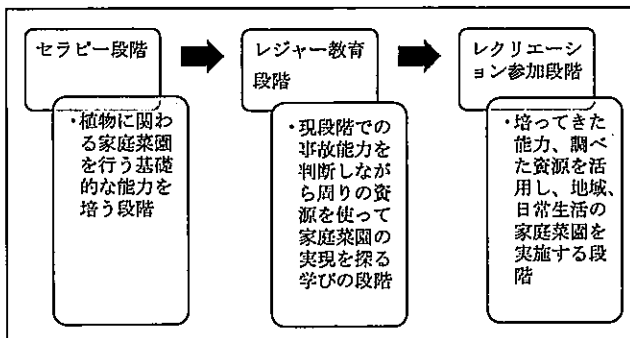 セラピー段階
・植物に関わ
る家庭菜園
を行う基礎
的な能力を
培う段階
レジャー教育
段階
・現段階での
事故能力を
判断しなが
ら周りの資
源を使って
家庭菜園の
実現を探る
学びの段階
レクリエーシ
ョン参加段階
・培ってきた
能力、調べ
た資源を活
用し、地域、
日常生活の
家庭菜園を
実施する段
階